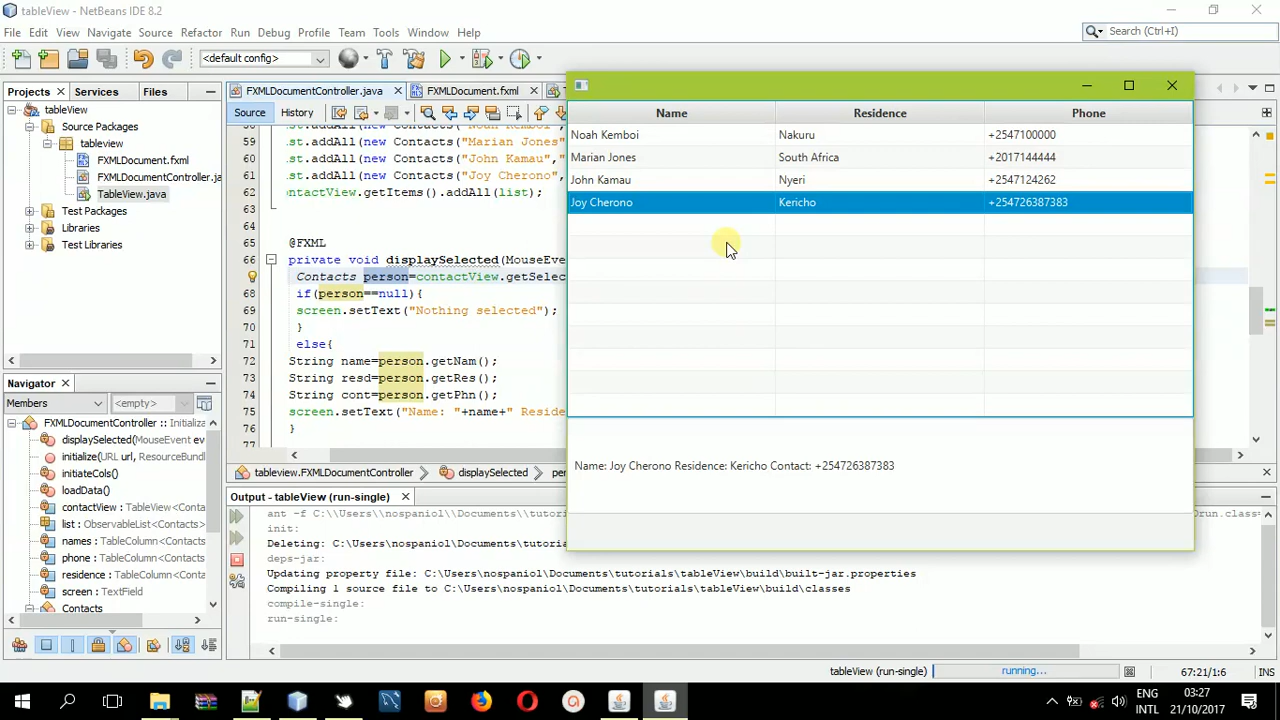 tableView - NetBeans IDE 8.2
File Edit View Navigate Source Refactor Run Debug Profile Team Tools Window Help
Search (Ctrl+I)
<default config>
Projects Services Files
tableView
Source Packages
tableview
FXMLDocument.fxml
FXMLDocumentController.ja
TableView.java
Test Packages
Libraries
Test Libraries
FXMLDocumentController.java FXMLDocument.fxml
Source History
59 st.addAll(new Contacts("Marian Jones"
60 st.addAll(new Contacts("John Kamau","
61 st.addAll(new Contacts("Joy Cherono",
62 ontactView.getItems().addAll(list);
63
64
65 @FXML
66 private void displaySelected(MouseEve
Contacts person=contactView.getSelec
68 if(person==null){
69 screen.setText("Nothing selected");
70 }
71 else{
72 String name=person.getNam();
73 String resd=person.getRes();
74 String cont=person.getPhn();
75 screen.setText("Name: "+name+" Reside
76 }
77
Name Residence Phone
Noah Kemboi Nakuru +2547100000
Marian Jones South Africa +2017144444
John Kamau Nyeri +2547124262
Joy Cherono Kericho +254726387383
Name: Joy Cherono Residence: Kericho Contact: +254726387383
Navigator
Members <empty>
FXMLDocumentController :: Initializa
displaySelected(MouseEvent ev
initialize(URL url, ResourceBund
initiateCols()
loadData()
contactView : TableView<Contac
list : ObservableList<Contacts>
names : TableColumn<Contacts
phone : TableColumn<Contacts
residence : TableColumn<Conta
screen : TextField
Contacts
tableview.FXMLDocumentController displaySelected
Output - tableView (run-single)
ant -f C:\\Users\\nospaniol\\Documents\\tutori
run.class=
init:
Deleting: C:\Users\nospaniol\Documents\tutori
deps-jar:
Updating property file: C:\Users\nospaniol\Documents\tutorials\tableView\build\built-jar.properties
Compiling 1 source file to C:\Users\nospaniol\Documents\tutorials\tableView\build\classes
compile-single:
run-single:
tableView (run-single) running... 67:21/1:6 INS
ENG
INTL
03:27
21/10/2017